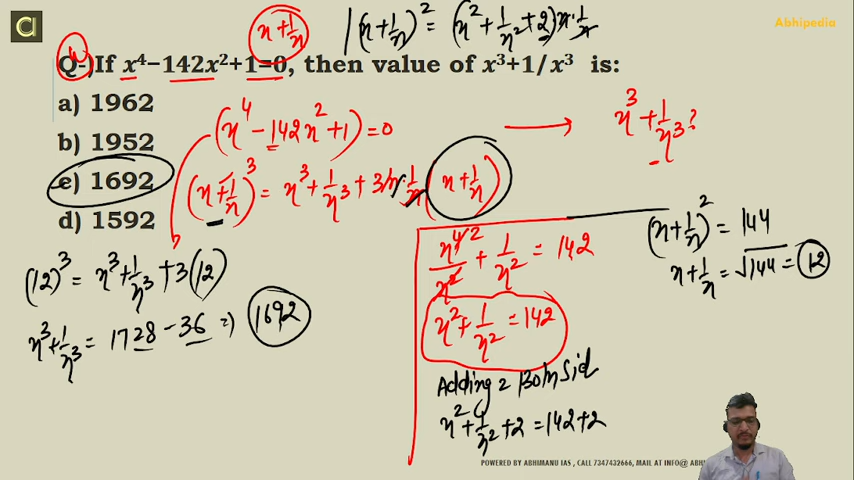 Abhipedia
x + 1/x
(x + 1/x)² = (x² + 1/x² + 2) x · 1/x
Q-) If x⁴−142x²+1=0, then value of x³+1/x³ is:
a) 1962
b) 1952
c) 1692
d) 1592
(x⁴ − 142x² + 1) = 0 → x³ + 1/x³ ?
(x + 1/x)³ = x³ + 1/x³ + 3x · 1/x (x + 1/x)
(12)³ = x³ + 1/x³ + 3(12)
x³ + 1/x³ = 1728 − 36 ⇒ 1692
x⁴/x² + 1/x² = 142
x² + 1/x² = 142
Adding 2 Both Sid
x² + 1/x² + 2 = 142 + 2
(x + 1/x)² = 144
x + 1/x = √144 = 12
POWERED BY ABHIMANU IAS , CALL 7347432666, MAIL AT INFO@ ABHI